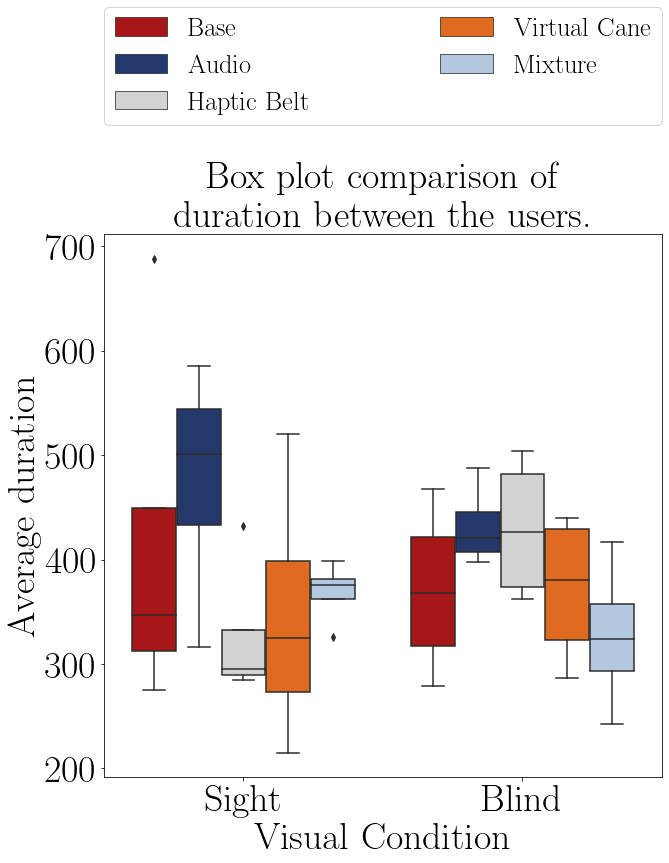 Base
Audio
Haptic Belt
Virtual Cane
Mixture
Box plot comparison of
duration between the users.
700
600
500
400
300
200
Average duration
Sight
Blind
Visual Condition